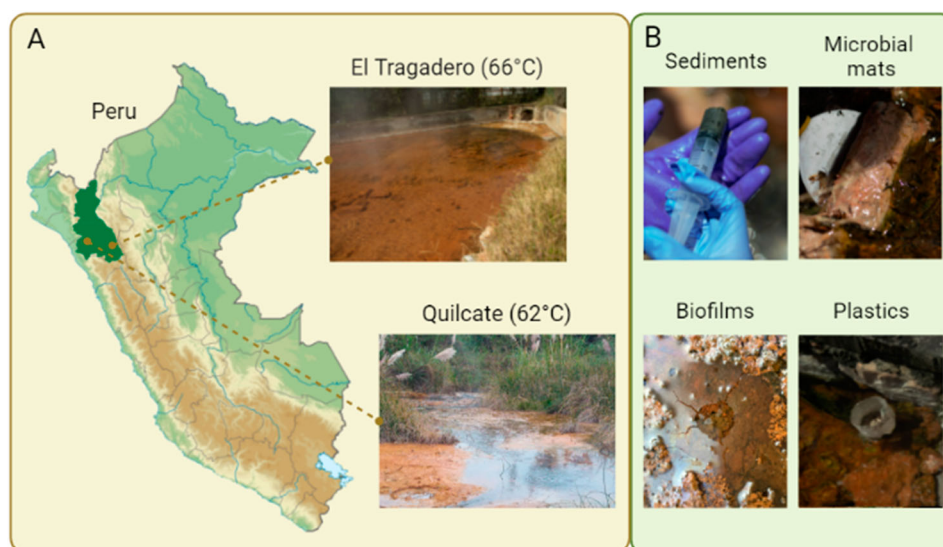 A
Peru
El Tragadero (66°C)
Quilcate (62°C)
B
Sediments
Microbial
mats
Biofilms
Plastics